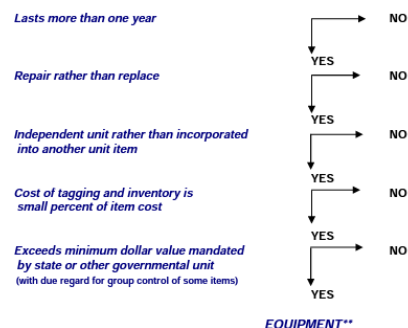 Lasts more than one year NO
YES
Repair rather than replace NO
YES
Independent unit rather than incorporated NO
into another unit item
YES
Cost of tagging and inventory is NO
small percent of item cost
YES
Exceeds minimum dollar value mandated NO
by state or other governmental unit
(with due regard for group control of some items)
YES
EQUIPMENT**